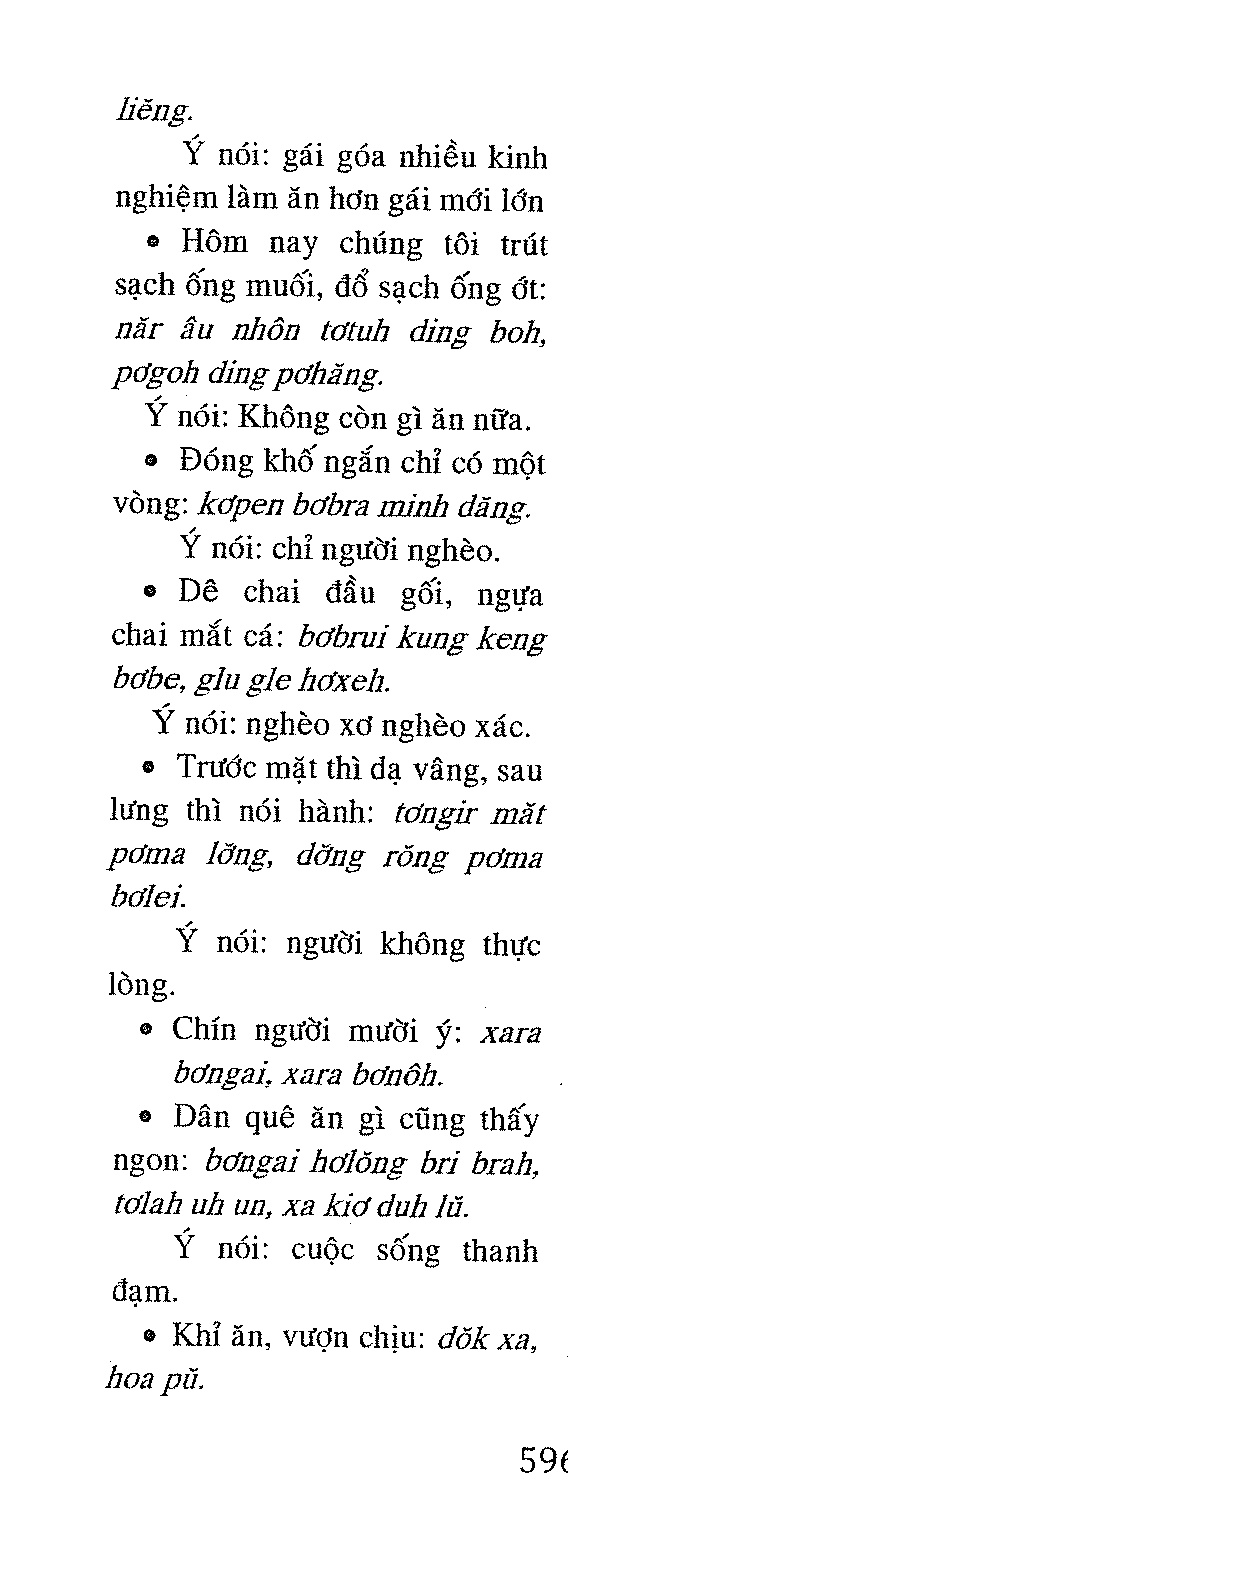 liĕng.
Ý nói: gái góa nhiều kinh
nghiệm làm ăn hơn gái mới lớn
• Hôm nay chúng tôi trút
sạch ống muối, đổ sạch ống ớt:
năr âu nhôn tơtuh ding boh,
pơgoh ding pơhăng.
Ý nói: Không còn gì ăn nữa.
• Đóng khố ngắn chỉ có một
vòng: kơpen bơbra minh dăng.
Ý nói: chỉ người nghèo.
• Dê chai đầu gối, ngựa
chai mắt cá: bơbrui kung keng
bơbe, glu gle hơxeh.
Ý nói: nghèo xơ nghèo xác.
• Trước mặt thì dạ vâng, sau
lưng thì nói hành: tơngir măt
pơma lơ̆ng, dơ̆ng rŏng pơma
bơlei.
Ý nói: người không thực
lòng.
• Chín người mười ý: xara
bơngai, xara bơnôh.
• Dân quê ăn gì cũng thấy
ngon: bơngai hơlŏng bri brah,
tơlah uh un, xa kiơ duh lŭ.
Ý nói: cuộc sống thanh
đạm.
• Khỉ ăn, vượn chịu: dŏk xa,
hoa pŭ.
596